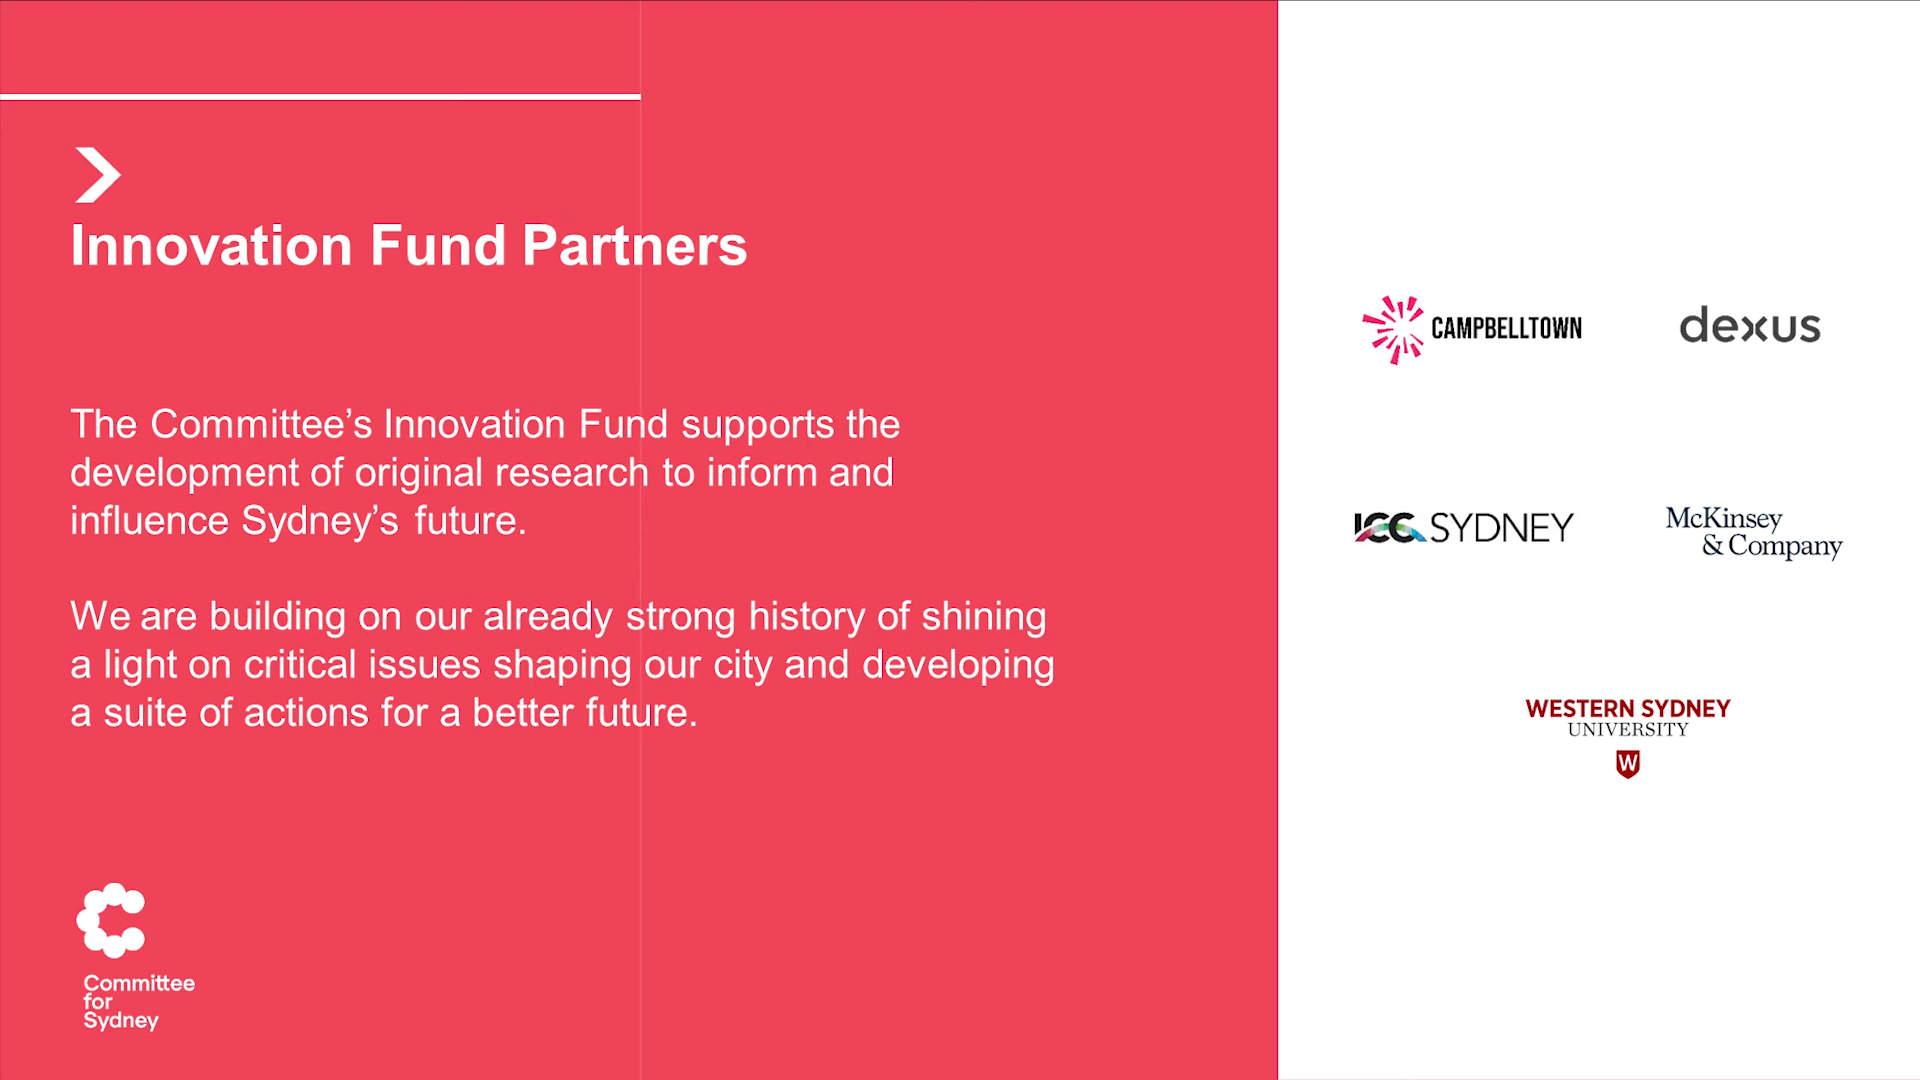 Innovation Fund Partners
The Committee’s Innovation Fund supports the
development of original research to inform and
influence Sydney’s future.
We are building on our already strong history of shining
a light on critical issues shaping our city and developing
a suite of actions for a better future.
Committee
for
Sydney
CAMPBELLTOWN
dexus
ICC SYDNEY
McKinsey
& Company
WESTERN SYDNEY
UNIVERSITY
W